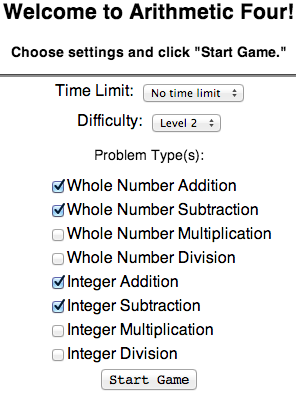 Welcome to Arithmetic Four!
Choose settings and click "Start Game."
Time Limit: No time limit
Difficulty: Level 2
Problem Type(s):
Whole Number Addition
Whole Number Subtraction
Whole Number Multiplication
Whole Number Division
Integer Addition
Integer Subtraction
Integer Multiplication
Integer Division
Start Game